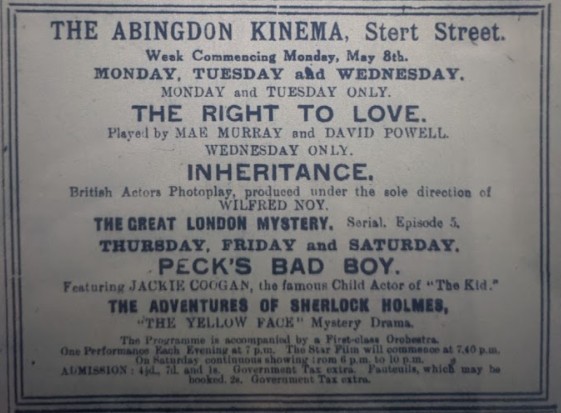 THE ABINGDON KINEMA, Stert Street.
Week Commencing Monday, May 8th.
MONDAY, TUESDAY and WEDNESDAY.
MONDAY and TUESDAY ONLY.
THE RIGHT TO LOVE.
Played by MAE MURRAY and DAVID POWELL.
WEDNESDAY ONLY.
INHERITANCE.
British Actors Photoplay, produced under the sole direction of
WILFRED NOY.
THE GREAT LONDON MYSTERY. Serial. Episode 5.
THURSDAY, FRIDAY and SATURDAY.
PECK'S BAD BOY.
Featuring JACKIE COOGAN, the famous Child Actor of "The Kid."
THE ADVENTURES OF SHERLOCK HOLMES,
"THE YELLOW FACE" Mystery Drama.
The Programme is accompanied by a First-class Orchestra.
One Performance Each Evening at 7 p.m. The Star Film will commence at 7.40 p.m.
On Saturday continuous showing from 6 p.m. to 10 p.m.
ADMISSION: 4½d., 7d. and 1s. Government Tax extra. Fauteuils, which may be
booked, 2s. Government Tax extra.